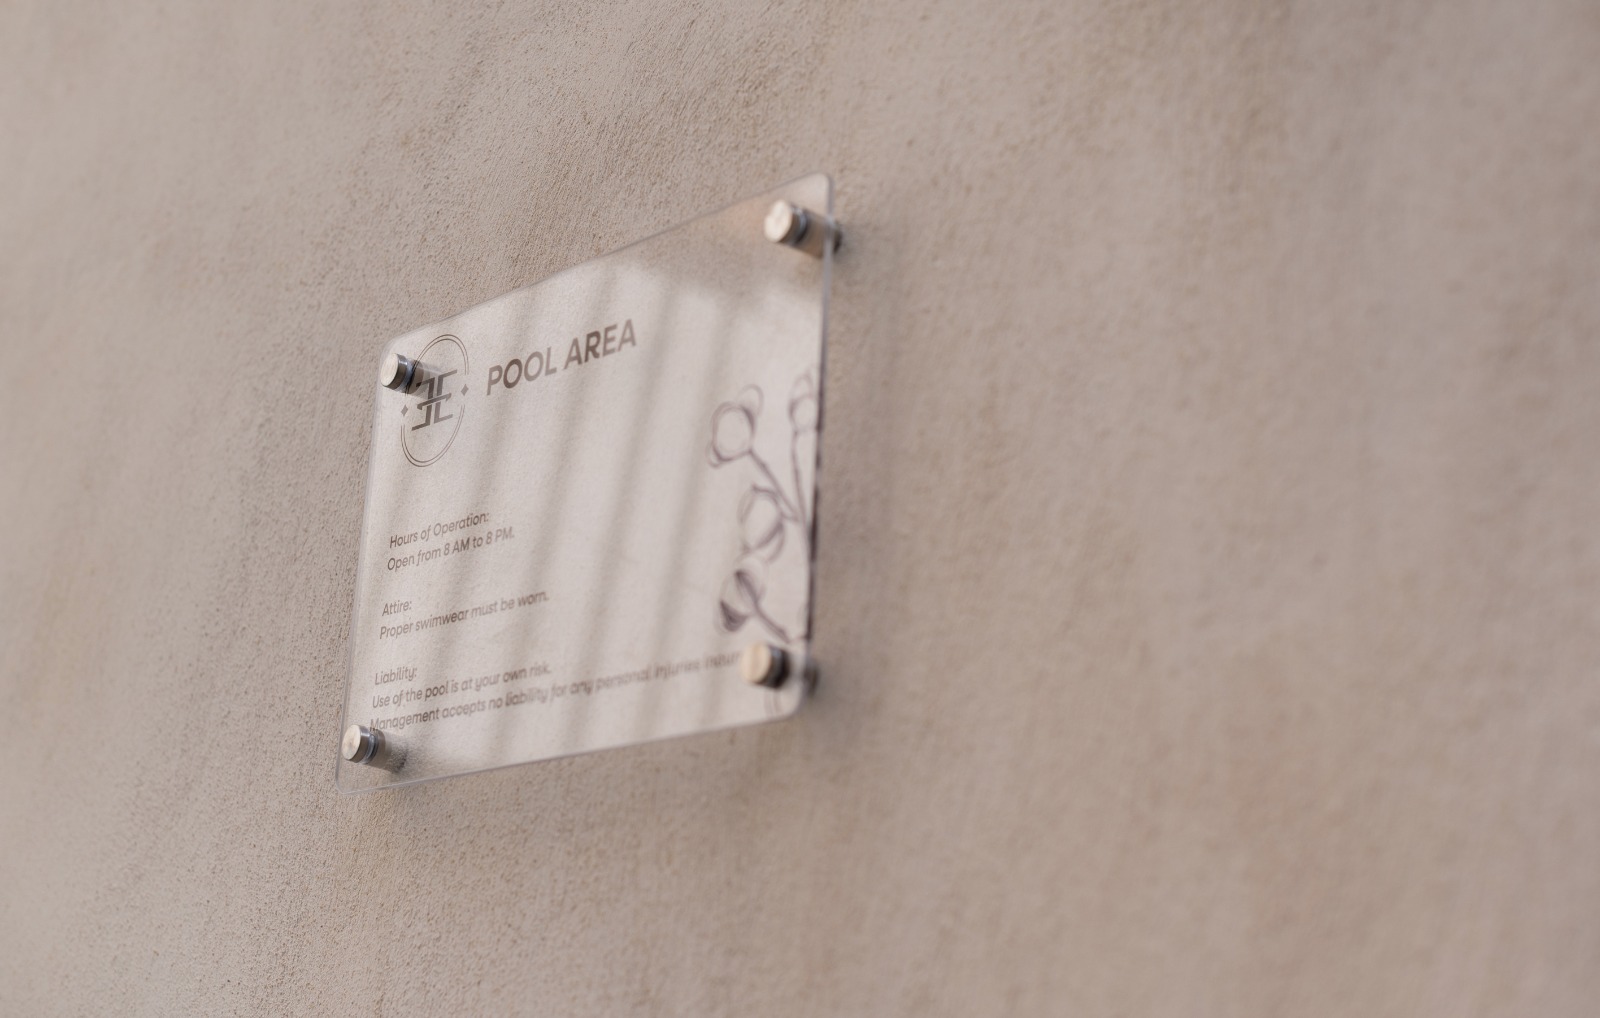 POOL AREA
Hours of Operation:
Open from 8 AM to 8 PM.
Attire:
Proper swimwear must be worn.
Liability:
Use of the pool is at your own risk.
Management accepts no liability for any personal injuries